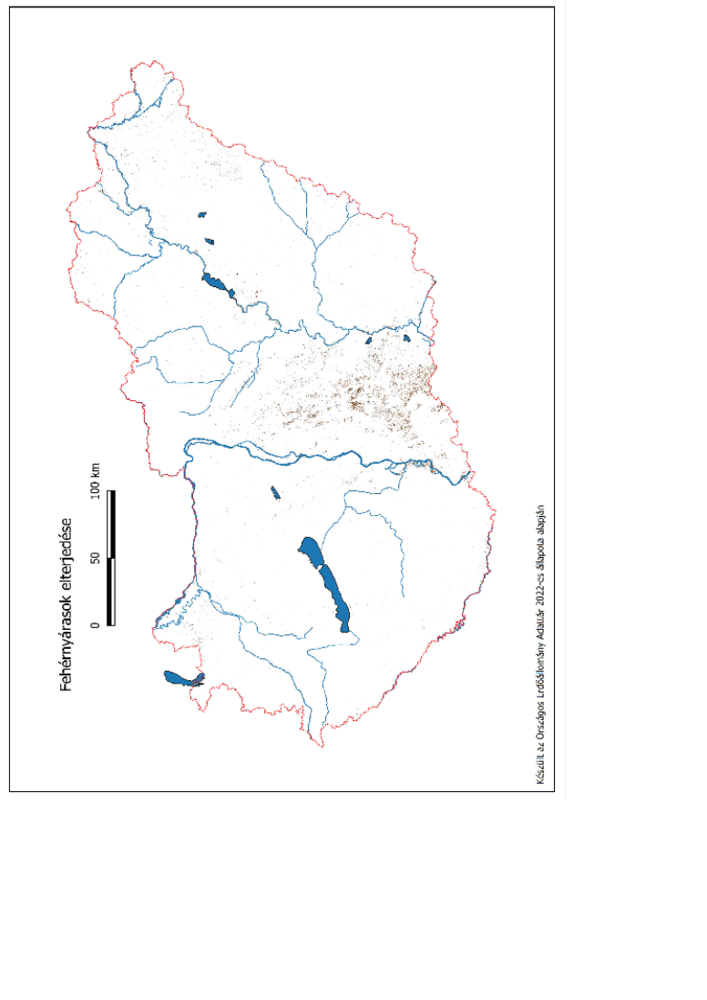 Fehérnyárasok elterjedése
0 50 100 km
Készült az Országos Erdőállomány Adattár 2022-es állapota alapján